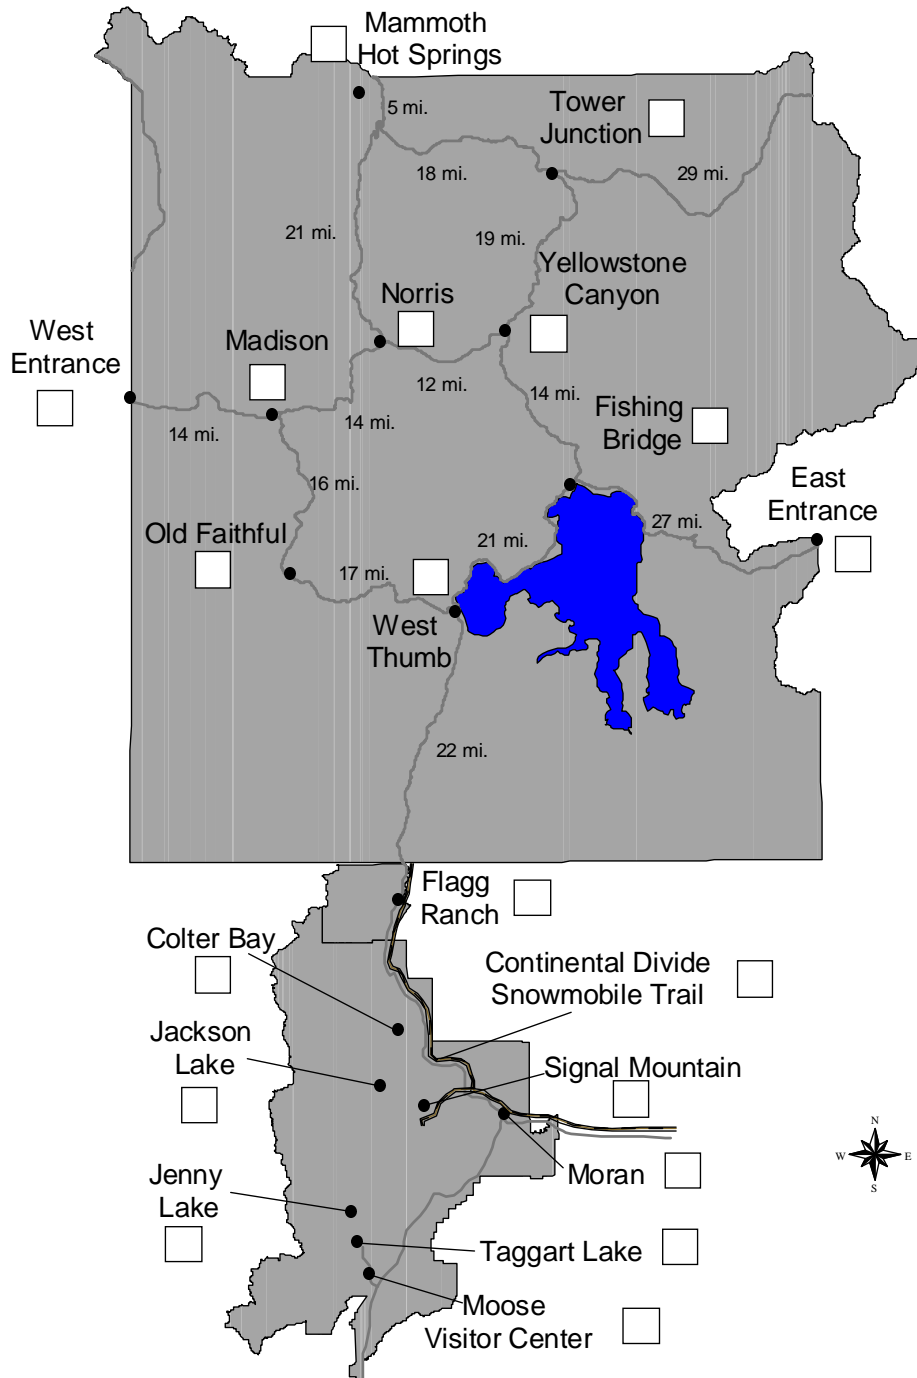 Mammoth
Hot Springs
5 mi.
Tower
Junction
18 mi.
29 mi.
21 mi.
19 mi.
Yellowstone
Canyon
Norris
West
Entrance
Madison
12 mi.
14 mi.
Fishing
Bridge
14 mi.
14 mi.
16 mi.
East
Entrance
Old Faithful
27 mi.
21 mi.
17 mi.
West
Thumb
22 mi.
Flagg
Ranch
Colter Bay
Continental Divide
Snowmobile Trail
Jackson
Lake
Signal Mountain
N
W
E
S
Moran
Jenny
Lake
Taggart Lake
Moose
Visitor Center